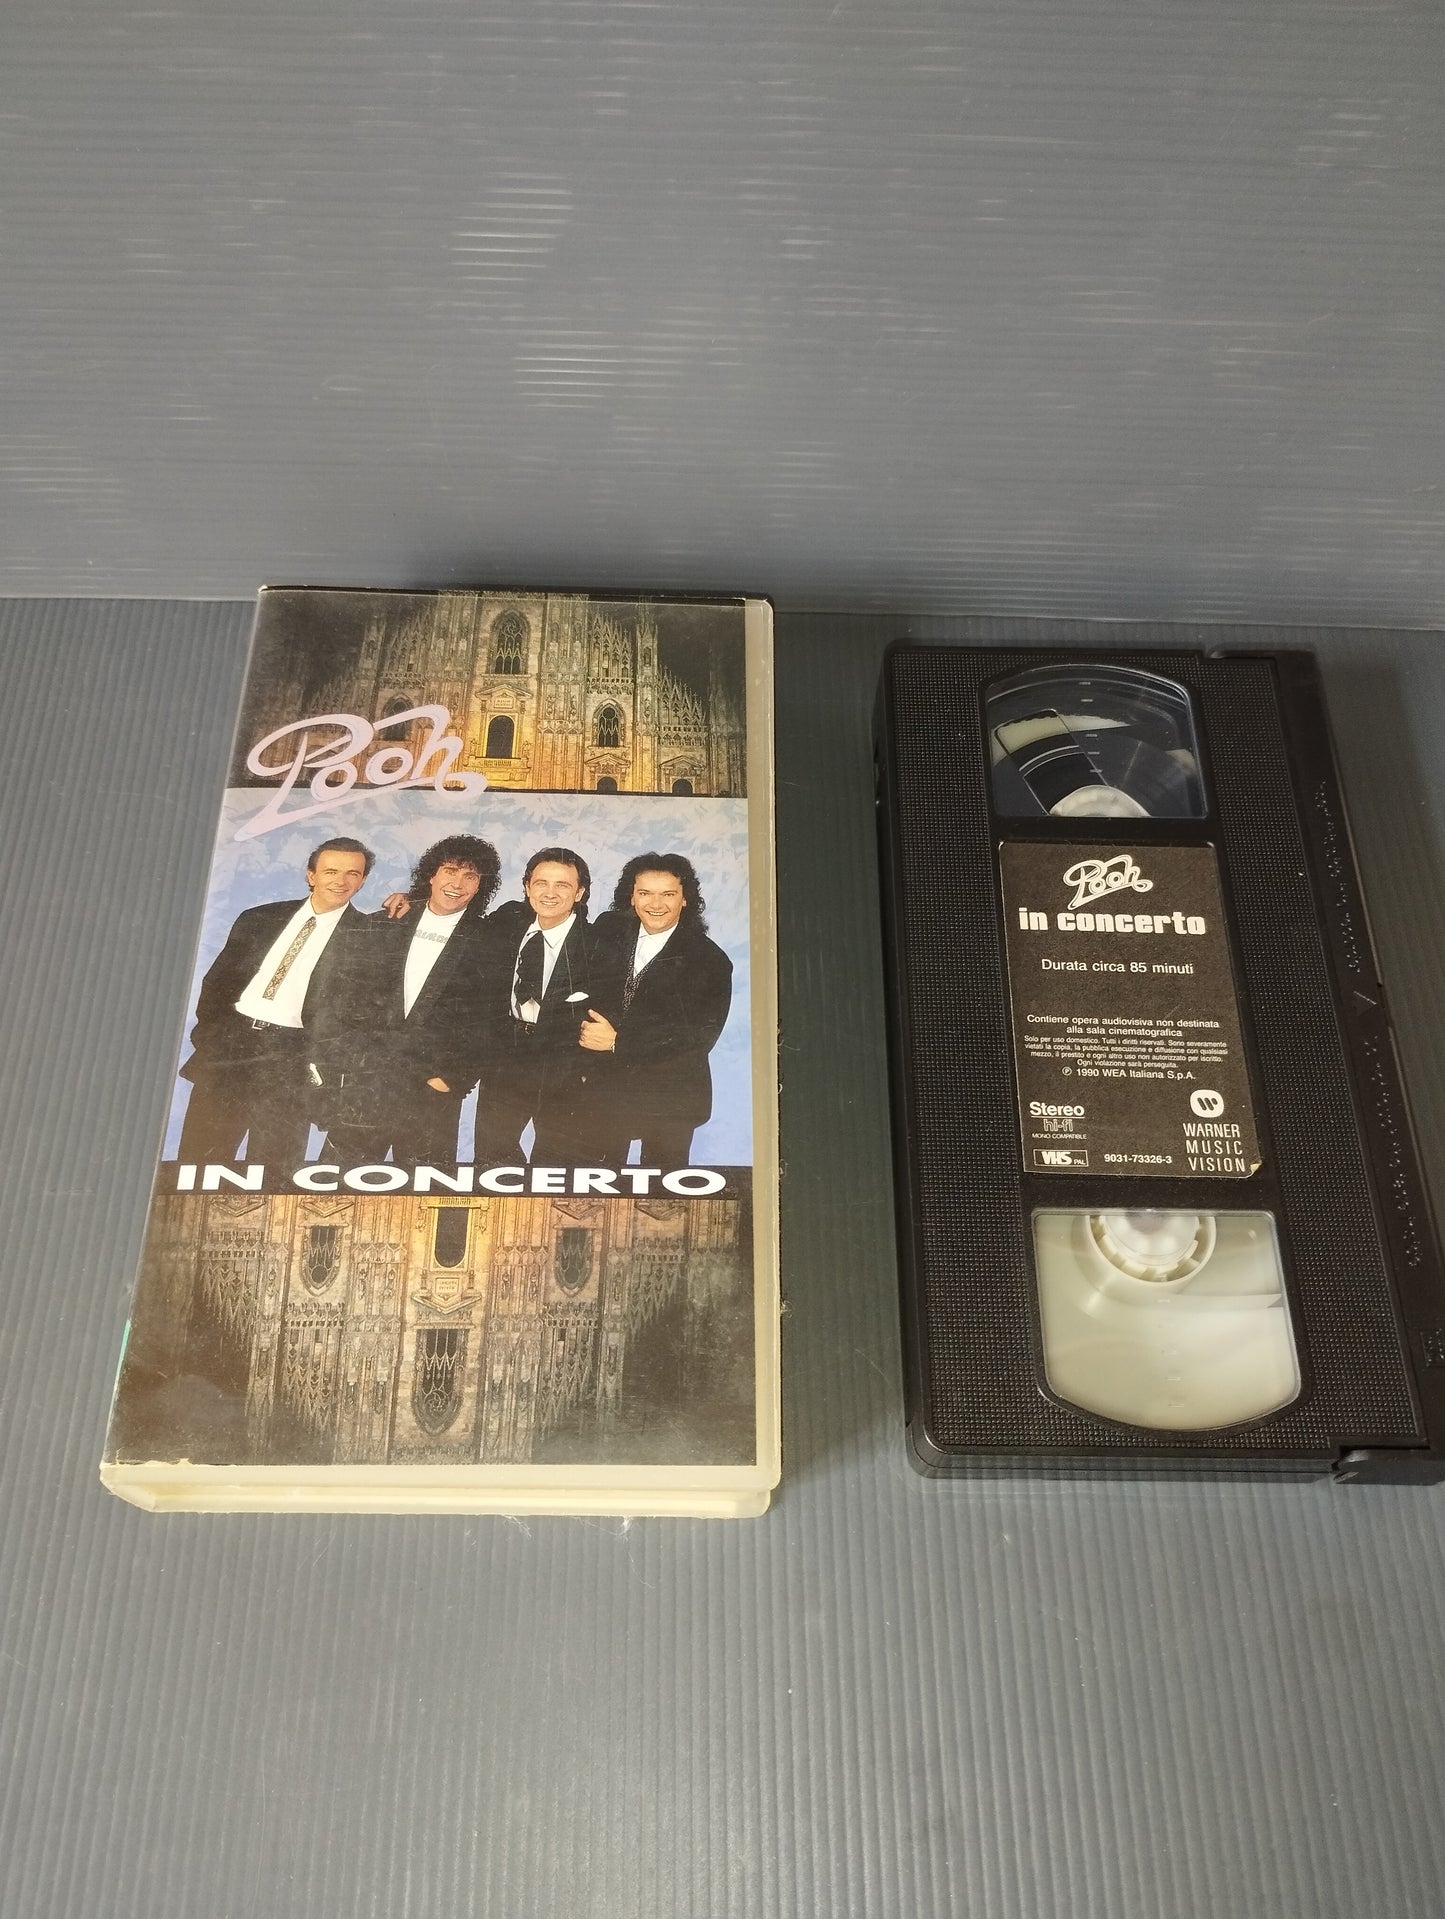 Pooh
IN CONCERTO
Pooh
in concerto
Durata circa 85 minuti
Contiene opera audiovisiva non destinata
alla sala cinematografica
Solo per uso domestico. Tutti i diritti riservati. Sono severamente
vietati la copia, la pubblica esecuzione e diffusione con qualsiasi
mezzo, il prestito e ogni altro uso non autorizzato per iscritto.
Ogni violazione sarà perseguita.
℗ 1990 WEA Italiana S.p.A.
Stereo
hi-fi
MONO COMPATIBLE
VHS PAL
9031-73326-3
WARNER
MUSIC
VISION